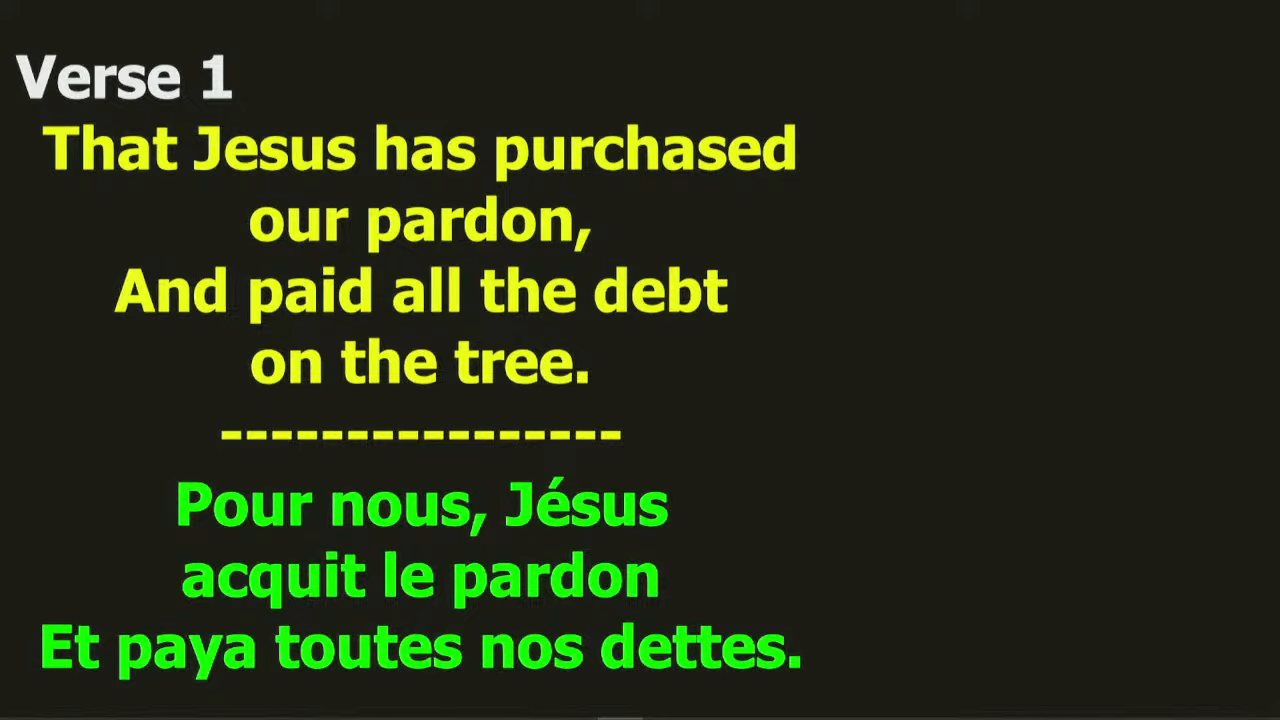 Verse 1
That Jesus has purchased
our pardon,
And paid all the debt
on the tree.
-----------------
Pour nous, Jésus
acquit le pardon
Et paya toutes nos dettes.